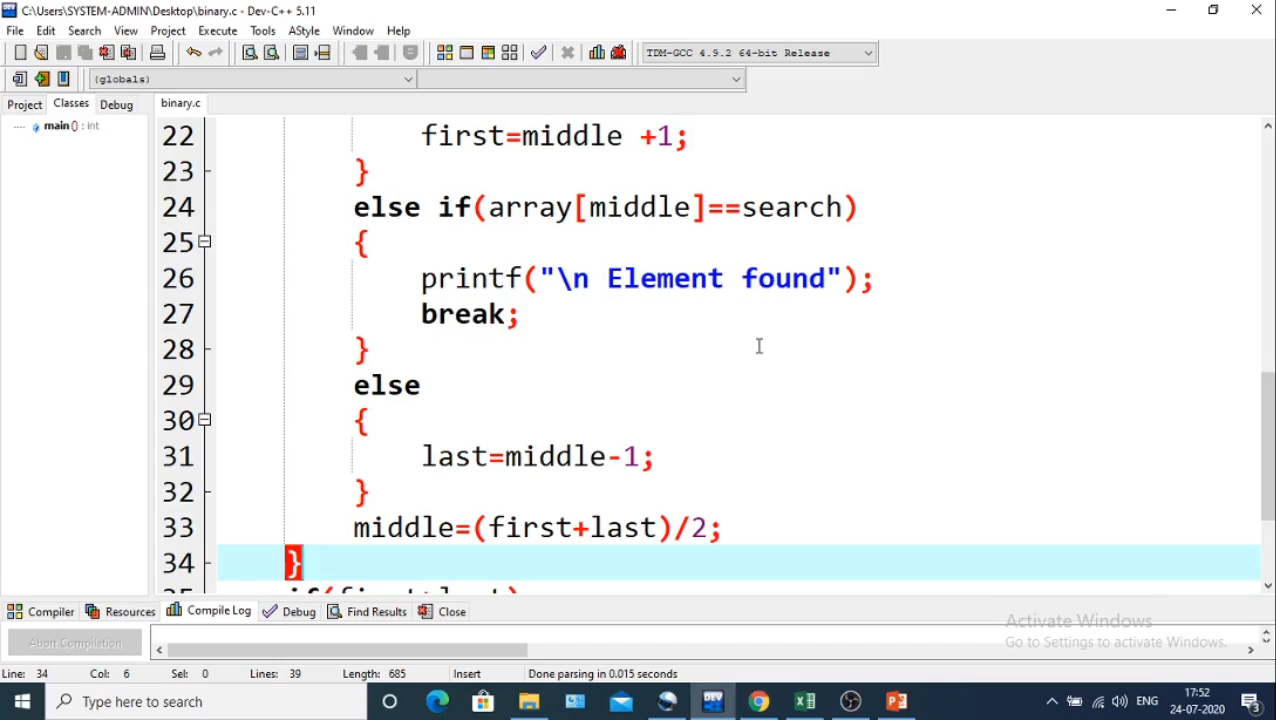 C:\Users\SYSTEM-ADMIN\Desktop\binary.c - Dev-C++ 5.11
File Edit Search View Project Execute Tools AStyle Window Help
TDM-GCC 4.9.2 64-bit Release
(globals)
Project Classes Debug
binary.c
main () : int
22 first=middle +1;
23 }
24 else if(array[middle]==search)
25 {
26 printf("\n Element found");
27 break;
28 }
29 else
30 {
31 last=middle-1;
32 }
33 middle=(first+last)/2;
34 }
Compiler Resources Compile Log Debug Find Results Close
Activate Windows
Abort Compilation
Go to Settings to activate Windows.
Line: 34 Col: 6 Sel: 0 Lines: 39 Length: 685 Insert Done parsing in 0.015 seconds
Type here to search
DEV
ENG
17:52
24-07-2020
3